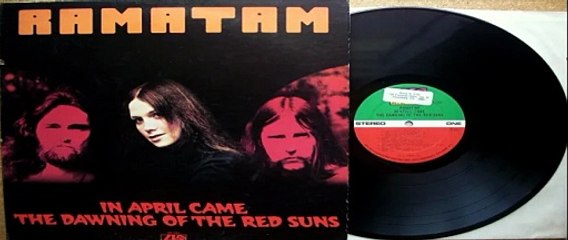 RAMATAM
IN APRIL CAME
THE DAWNING OF THE RED SUNS
STEREO
ONE